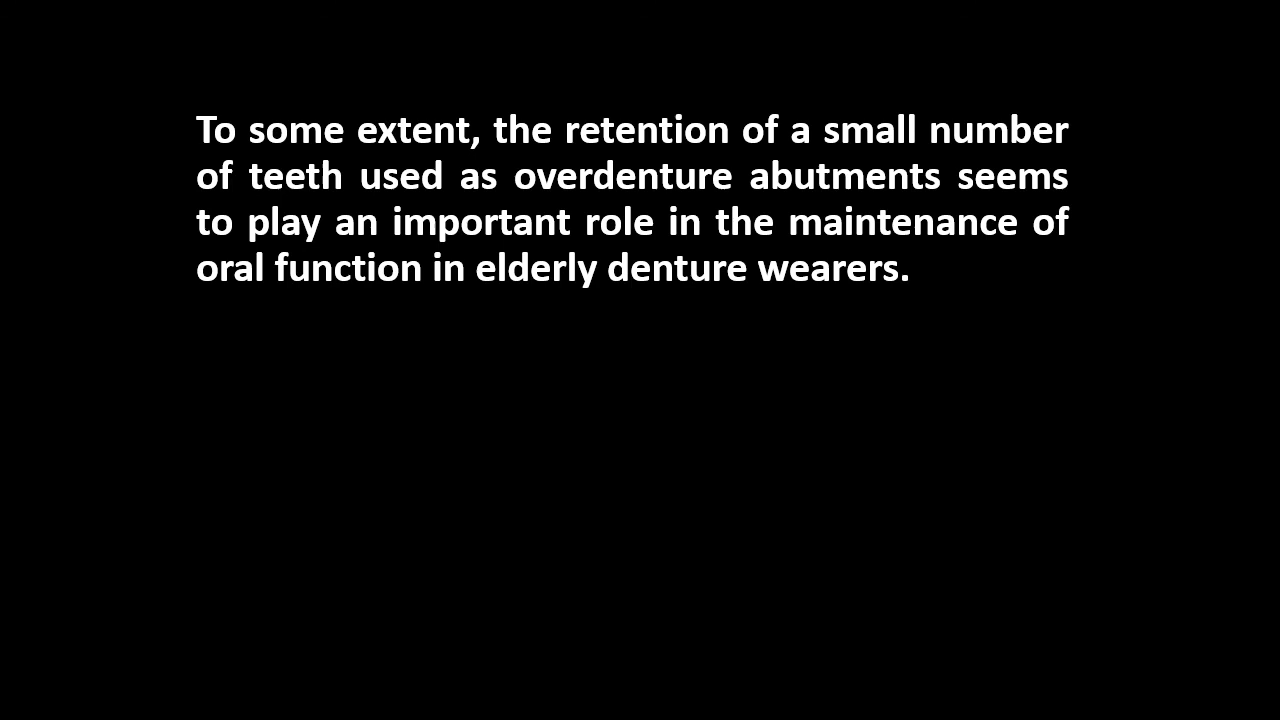 To some extent, the retention of a small number
of teeth used as overdenture abutments seems
to play an important role in the maintenance of
oral function in elderly denture wearers.